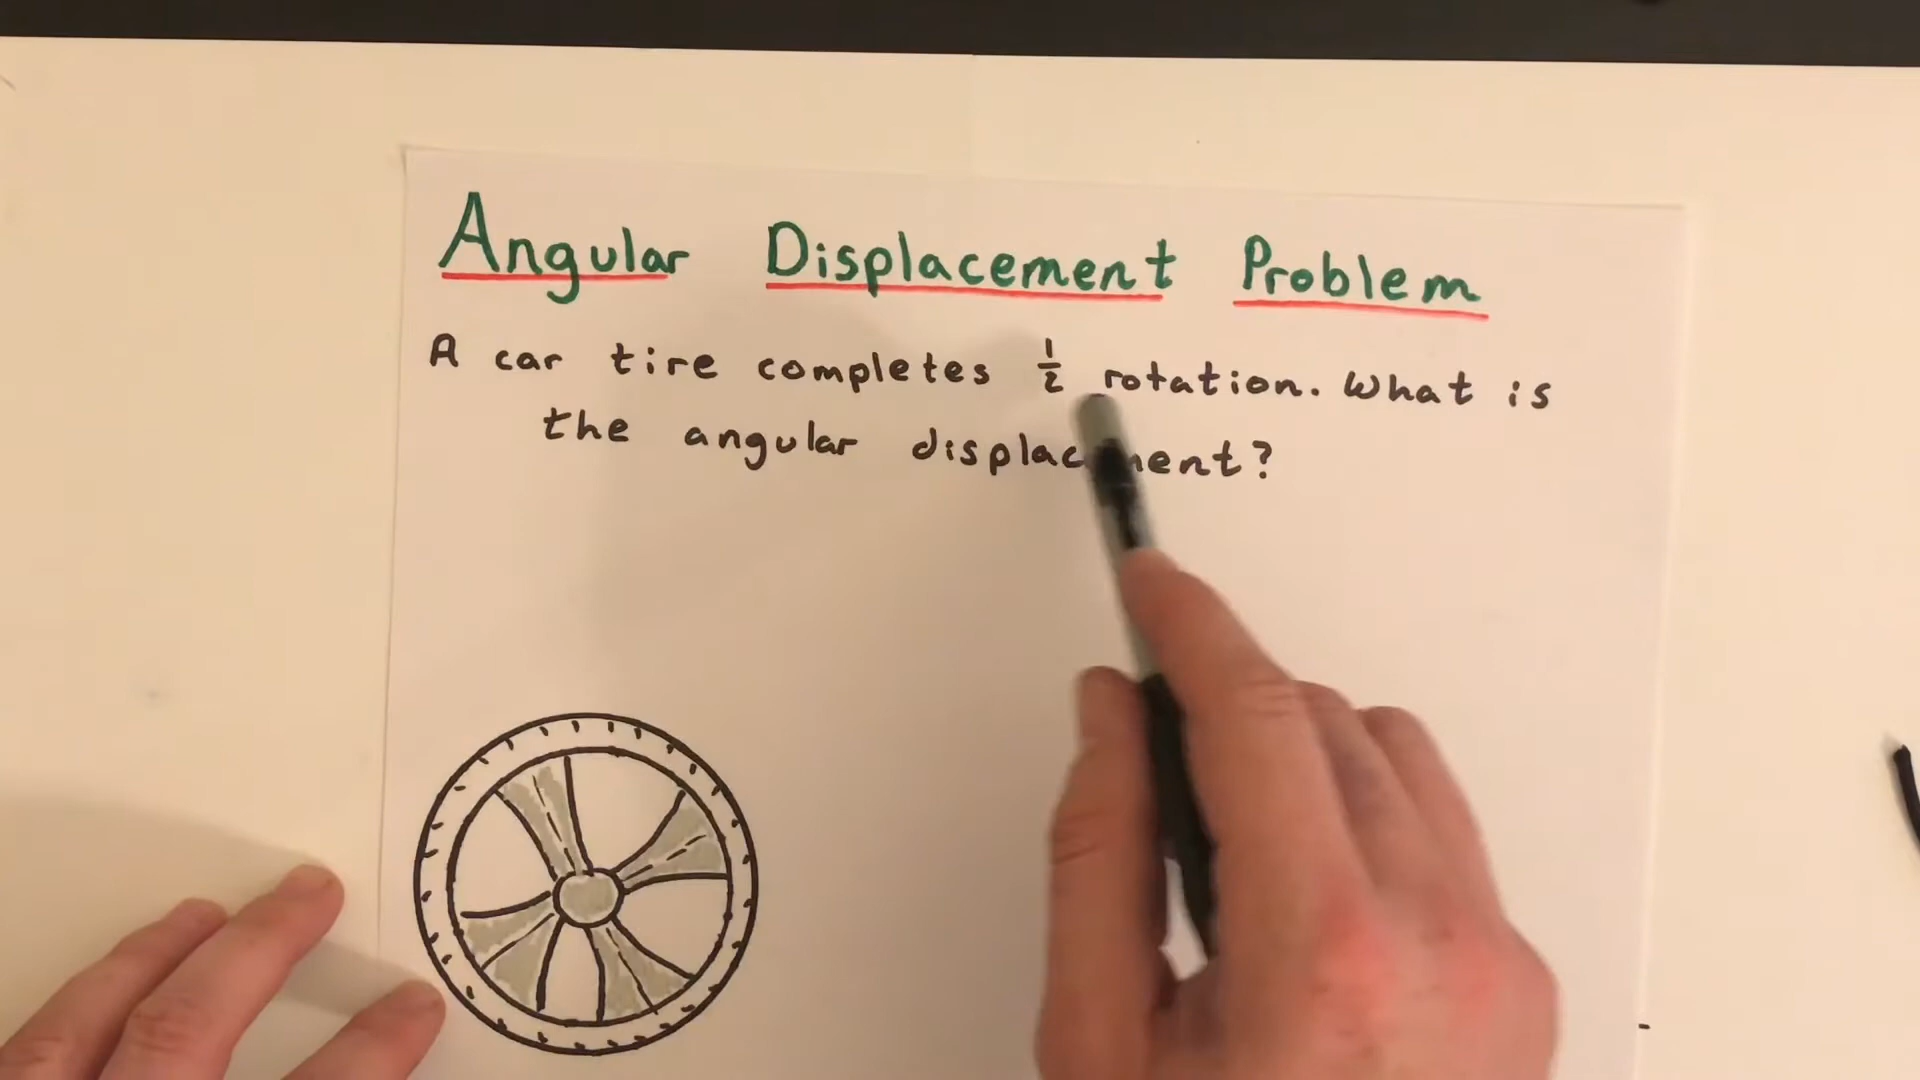 Angular Displacement Problem
A car tire completes 1/2 rotation. What is
the angular displacement?